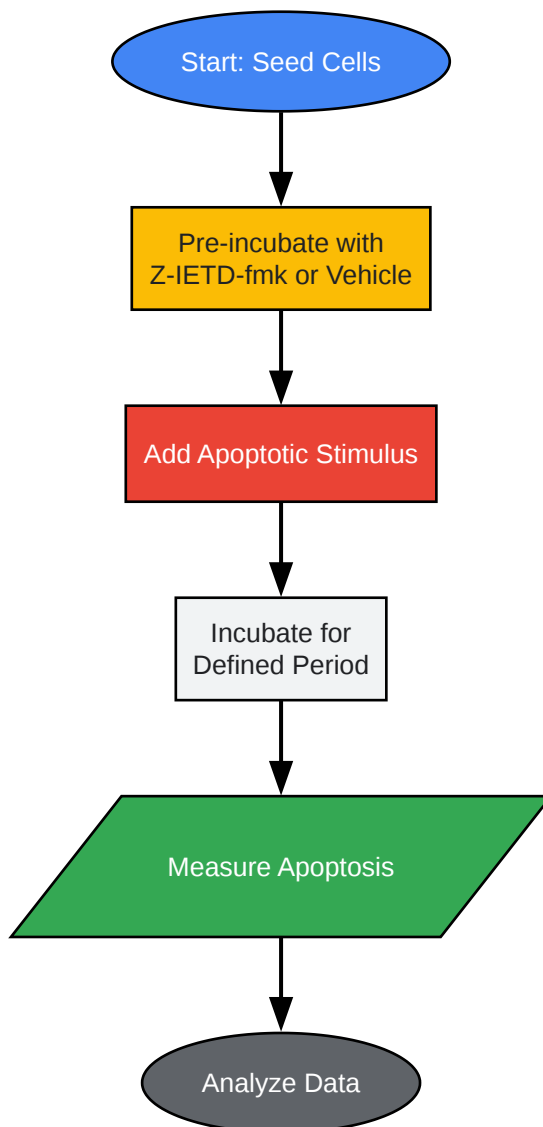 Start: Seed Cells
Pre-incubate with
Z-IETD-fmk or Vehicle
Add Apoptotic Stimulus
Incubate for
Defined Period
Measure Apoptosis
Analyze Data